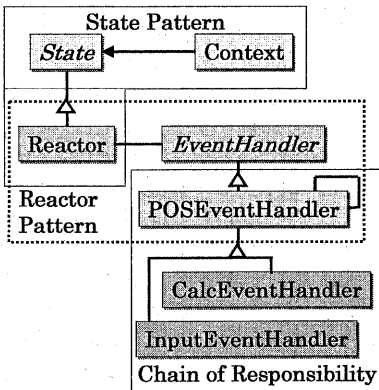 State Pattern
State
Context
Reactor
EventHandler
Reactor
Pattern
POSEventHandler
CalcEventHandler
InputEventHandler
Chain of Responsibility